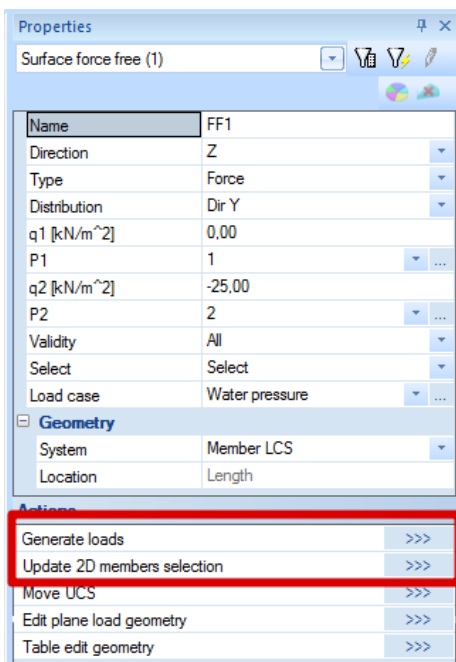 Properties
Surface force free (1)
Name FF1
Direction Z
Type Force
Distribution Dir Y
q1 [kN/m^2] 0,00
P1 1 ...
q2 [kN/m^2] -25,00
P2 2 ...
Validity All
Select Select
Load case Water pressure ...
Geometry
System Member LCS
Location Length
Actions
Generate loads >>>
Update 2D members selection >>>
Move UCS >>>
Edit plane load geometry >>>
Table edit geometry >>>